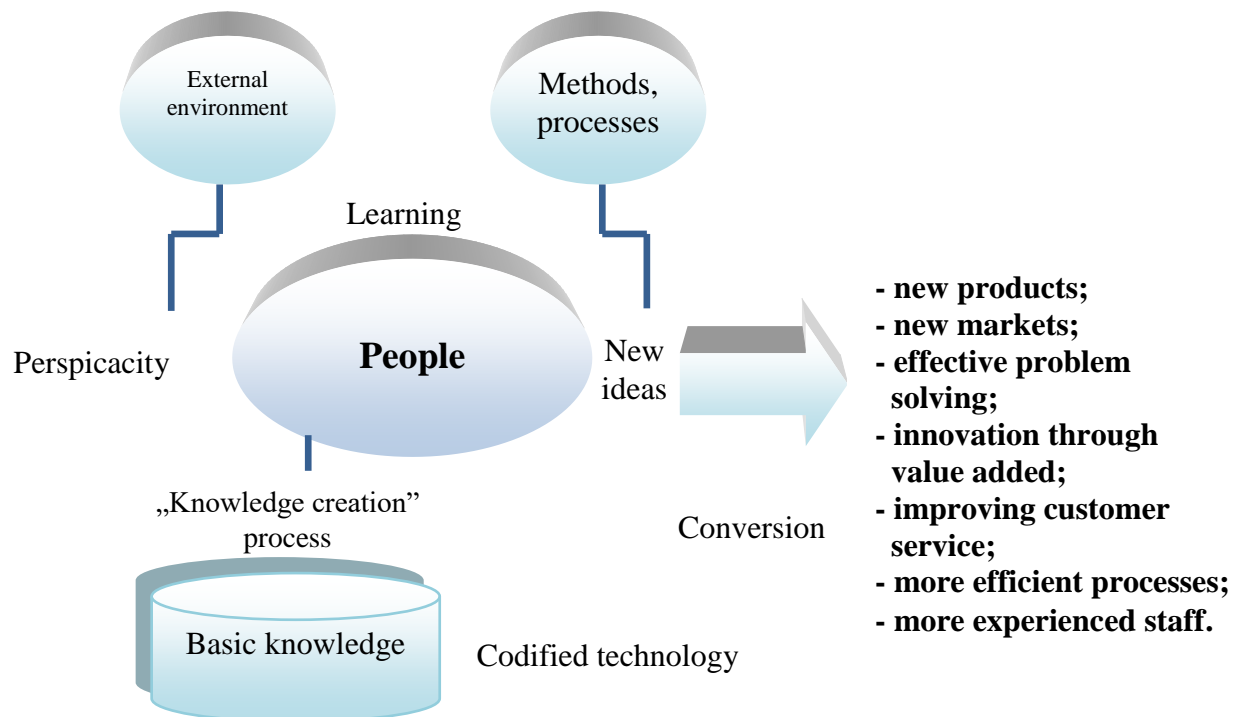 External
environment
Methods,
processes
Learning
People
Perspicacity
New
ideas
- new products;
- new markets;
- effective problem
solving;
- innovation through
value added;
- improving customer
service;
- more efficient processes;
- more experienced staff.
„Knowledge creation”
process
Conversion
Basic knowledge
Codified technology